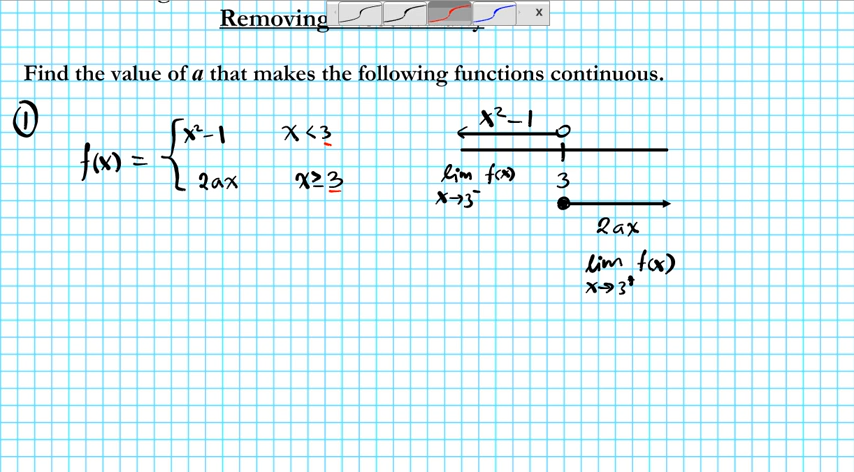 Removing
x
Find the value of a that makes the following functions continuous.
①
f(x) = { x² - 1    x < 3
2ax    x ≥ 3
x² - 1
lim f(x)
x→3⁻
3
2ax
lim f(x)
x→3⁺